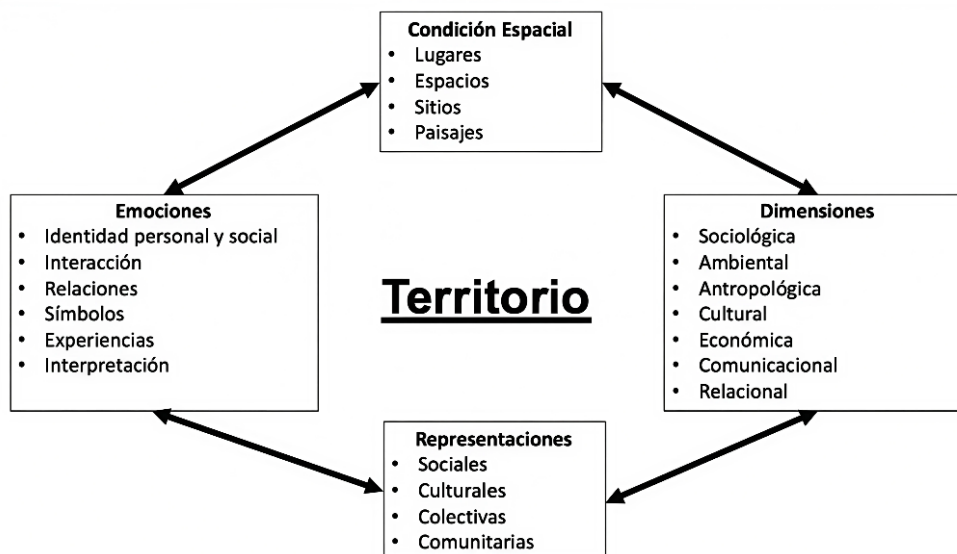 Condición Espacial
• Lugares
• Espacios
• Sitios
• Paisajes
Emociones
• Identidad personal y social
• Interacción
• Relaciones
• Símbolos
• Experiencias
• Interpretación
Territorio
Dimensiones
• Sociológica
• Ambiental
• Antropológica
• Cultural
• Económica
• Comunicacional
• Relacional
Representaciones
• Sociales
• Culturales
• Colectivas
• Comunitarias